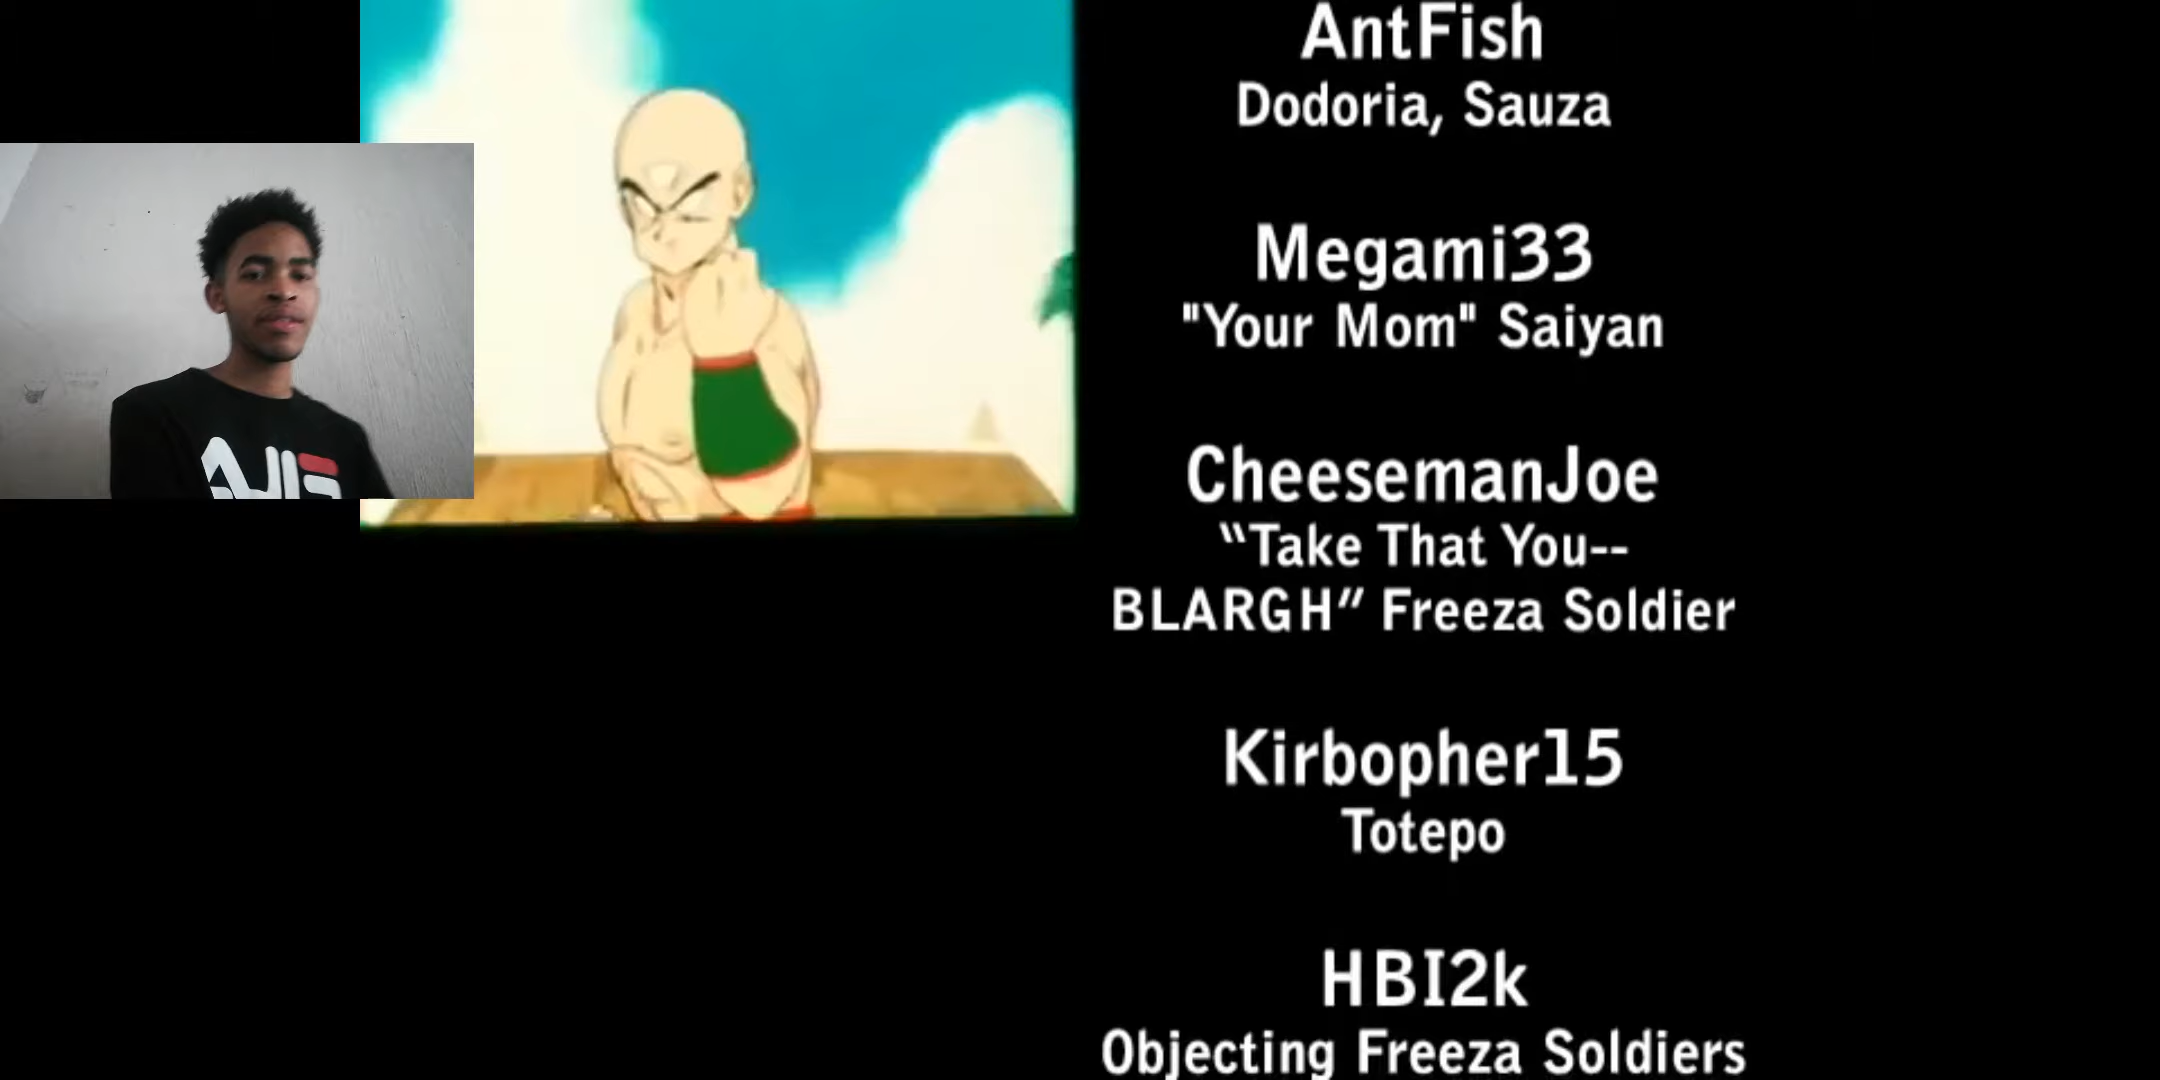 AntFish
Dodoria, Sauza
Megami33
"Your Mom" Saiyan
CheesemanJoe
“Take That You--
BLARGH” Freeza Soldier
Kirbopher15
Totepo
HBI2k
Objecting Freeza Soldiers